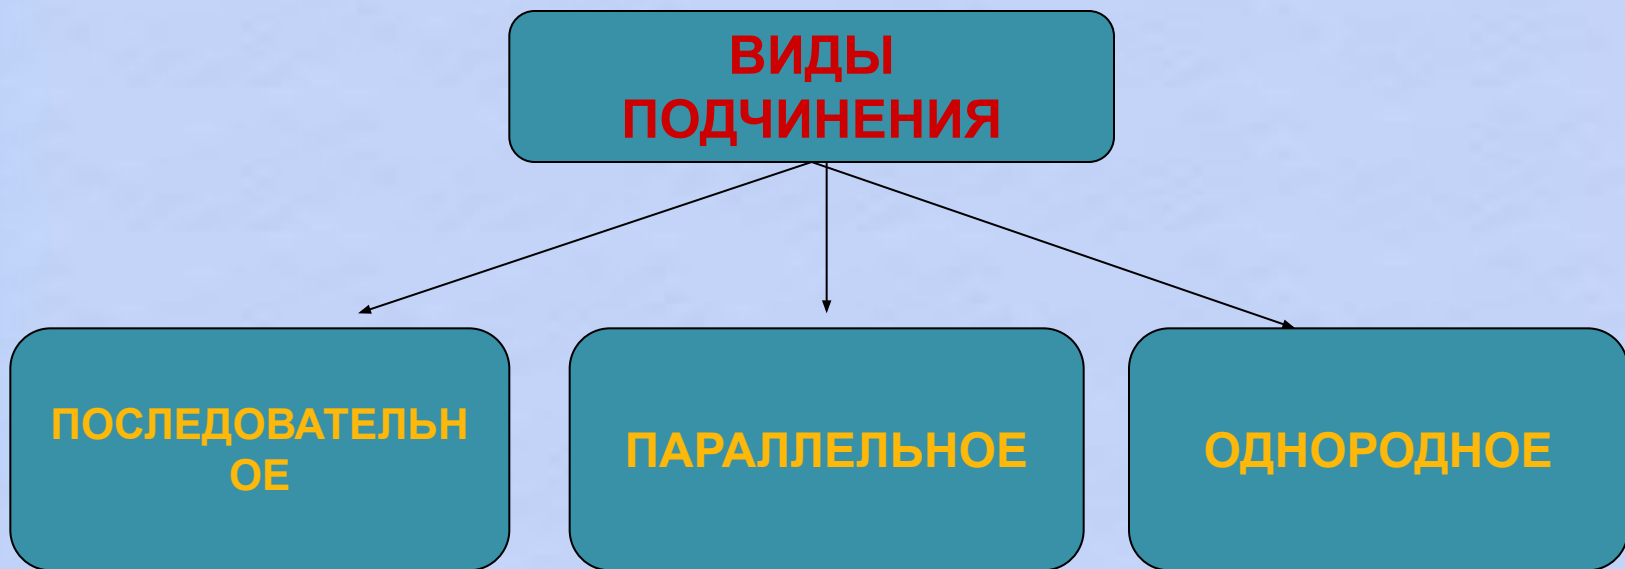 ВИДЫ
ПОДЧИНЕНИЯ
ПОСЛЕДОВАТЕЛЬН
ОЕ
ПАРАЛЛЕЛЬНОЕ
ОДНОРОДНОЕ